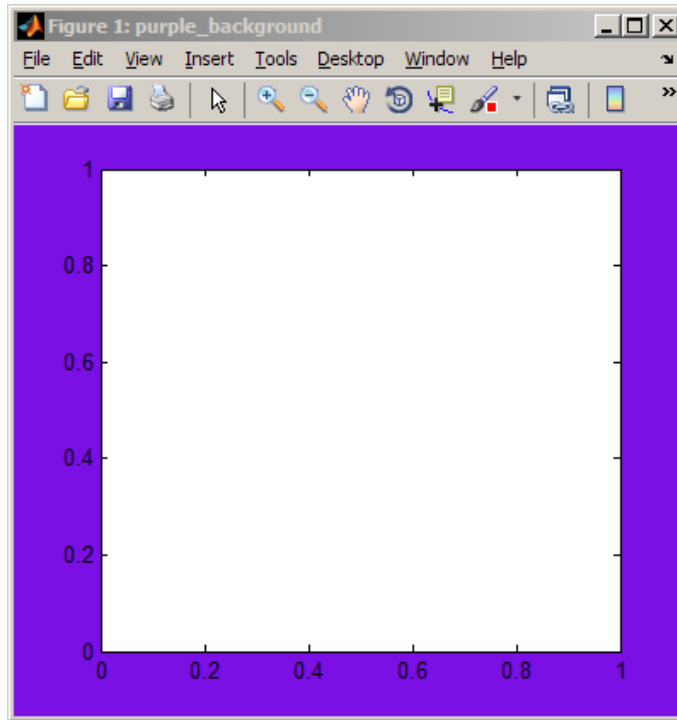 Figure 1: purple_background
File Edit View Insert Tools Desktop Window Help
1
0.8
0.6
0.4
0.2
0
0 0.2 0.4 0.6 0.8 1